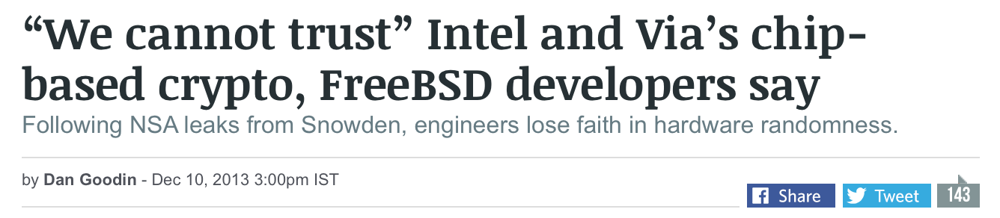 “We cannot trust” Intel and Via’s chip-
based crypto, FreeBSD developers say
Following NSA leaks from Snowden, engineers lose faith in hardware randomness.
by Dan Goodin - Dec 10, 2013 3:00pm IST
Share Tweet 143